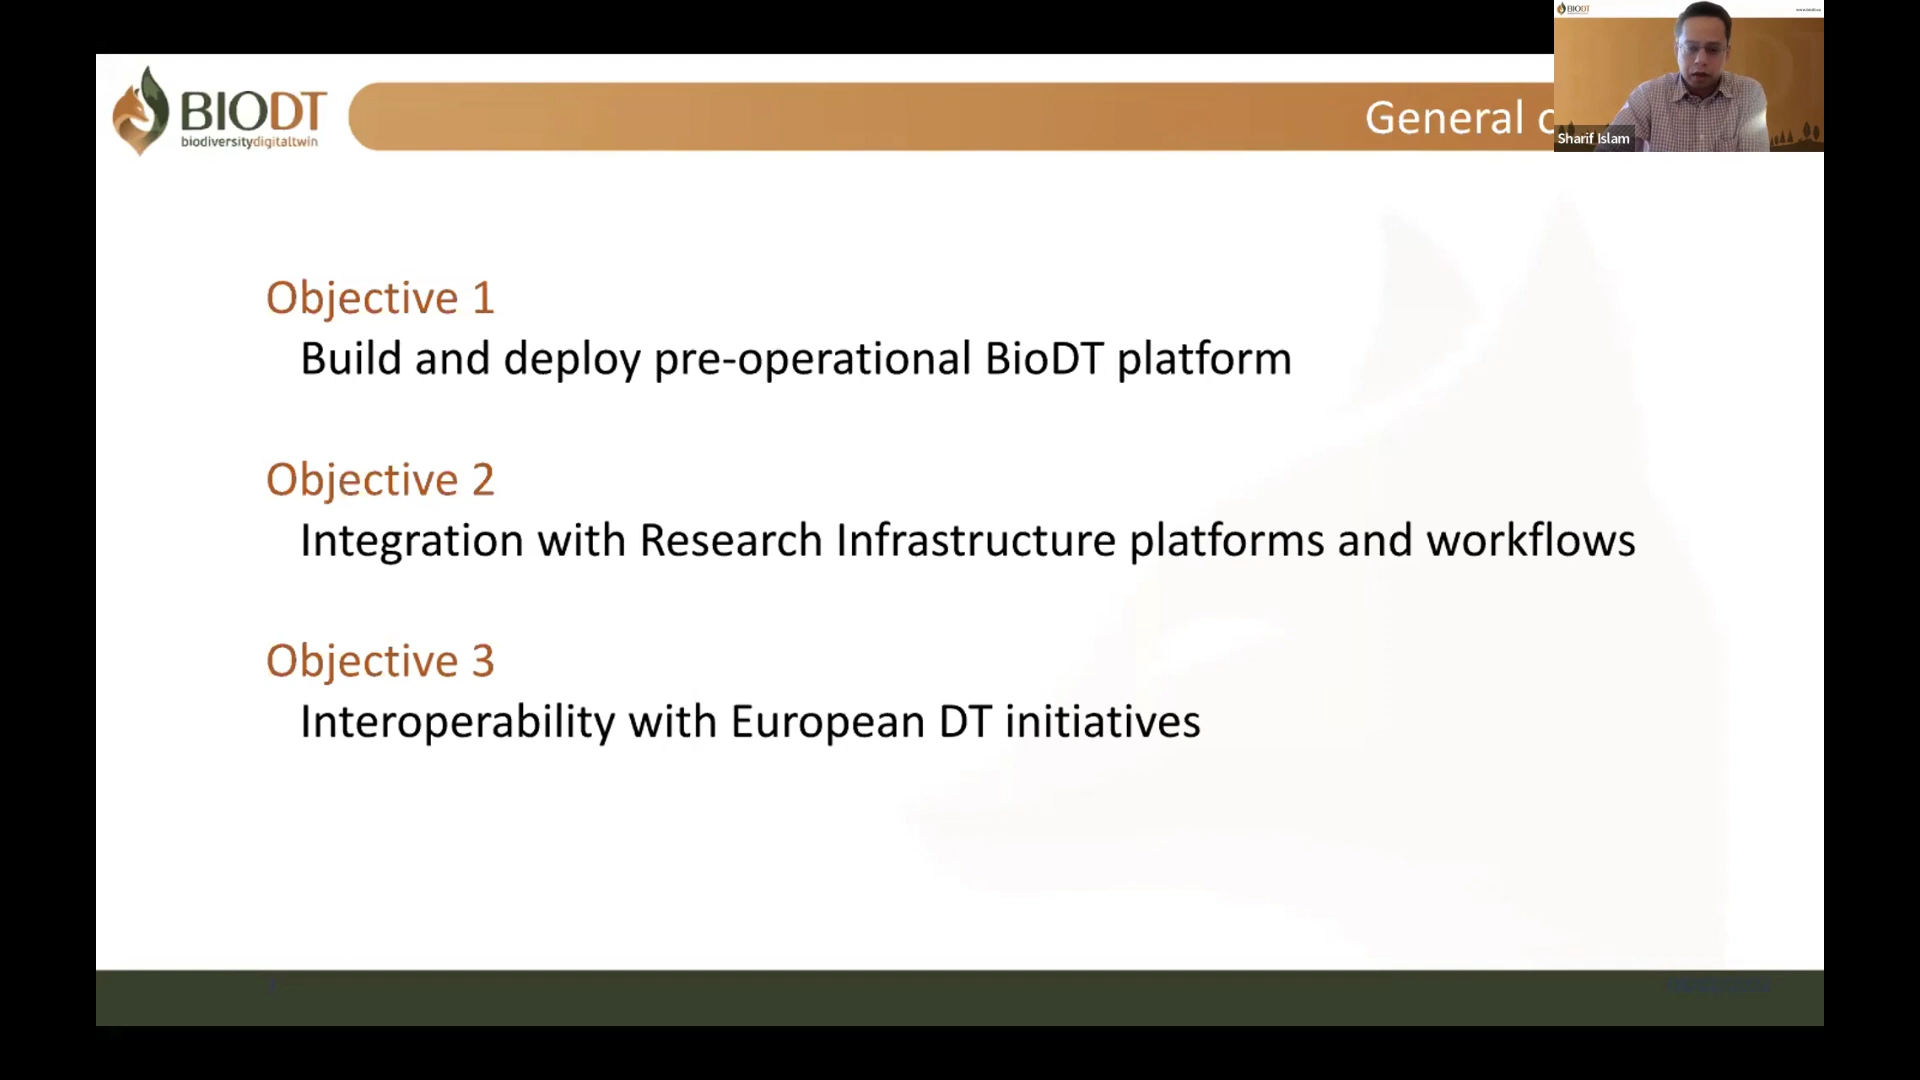 BIODT
biodiversitydigitaltwin
General
BIODT
Sharif Islam
Objective 1
Build and deploy pre-operational BioDT platform
Objective 2
Integration with Research Infrastructure platforms and workflows
Objective 3
Interoperability with European DT initiatives